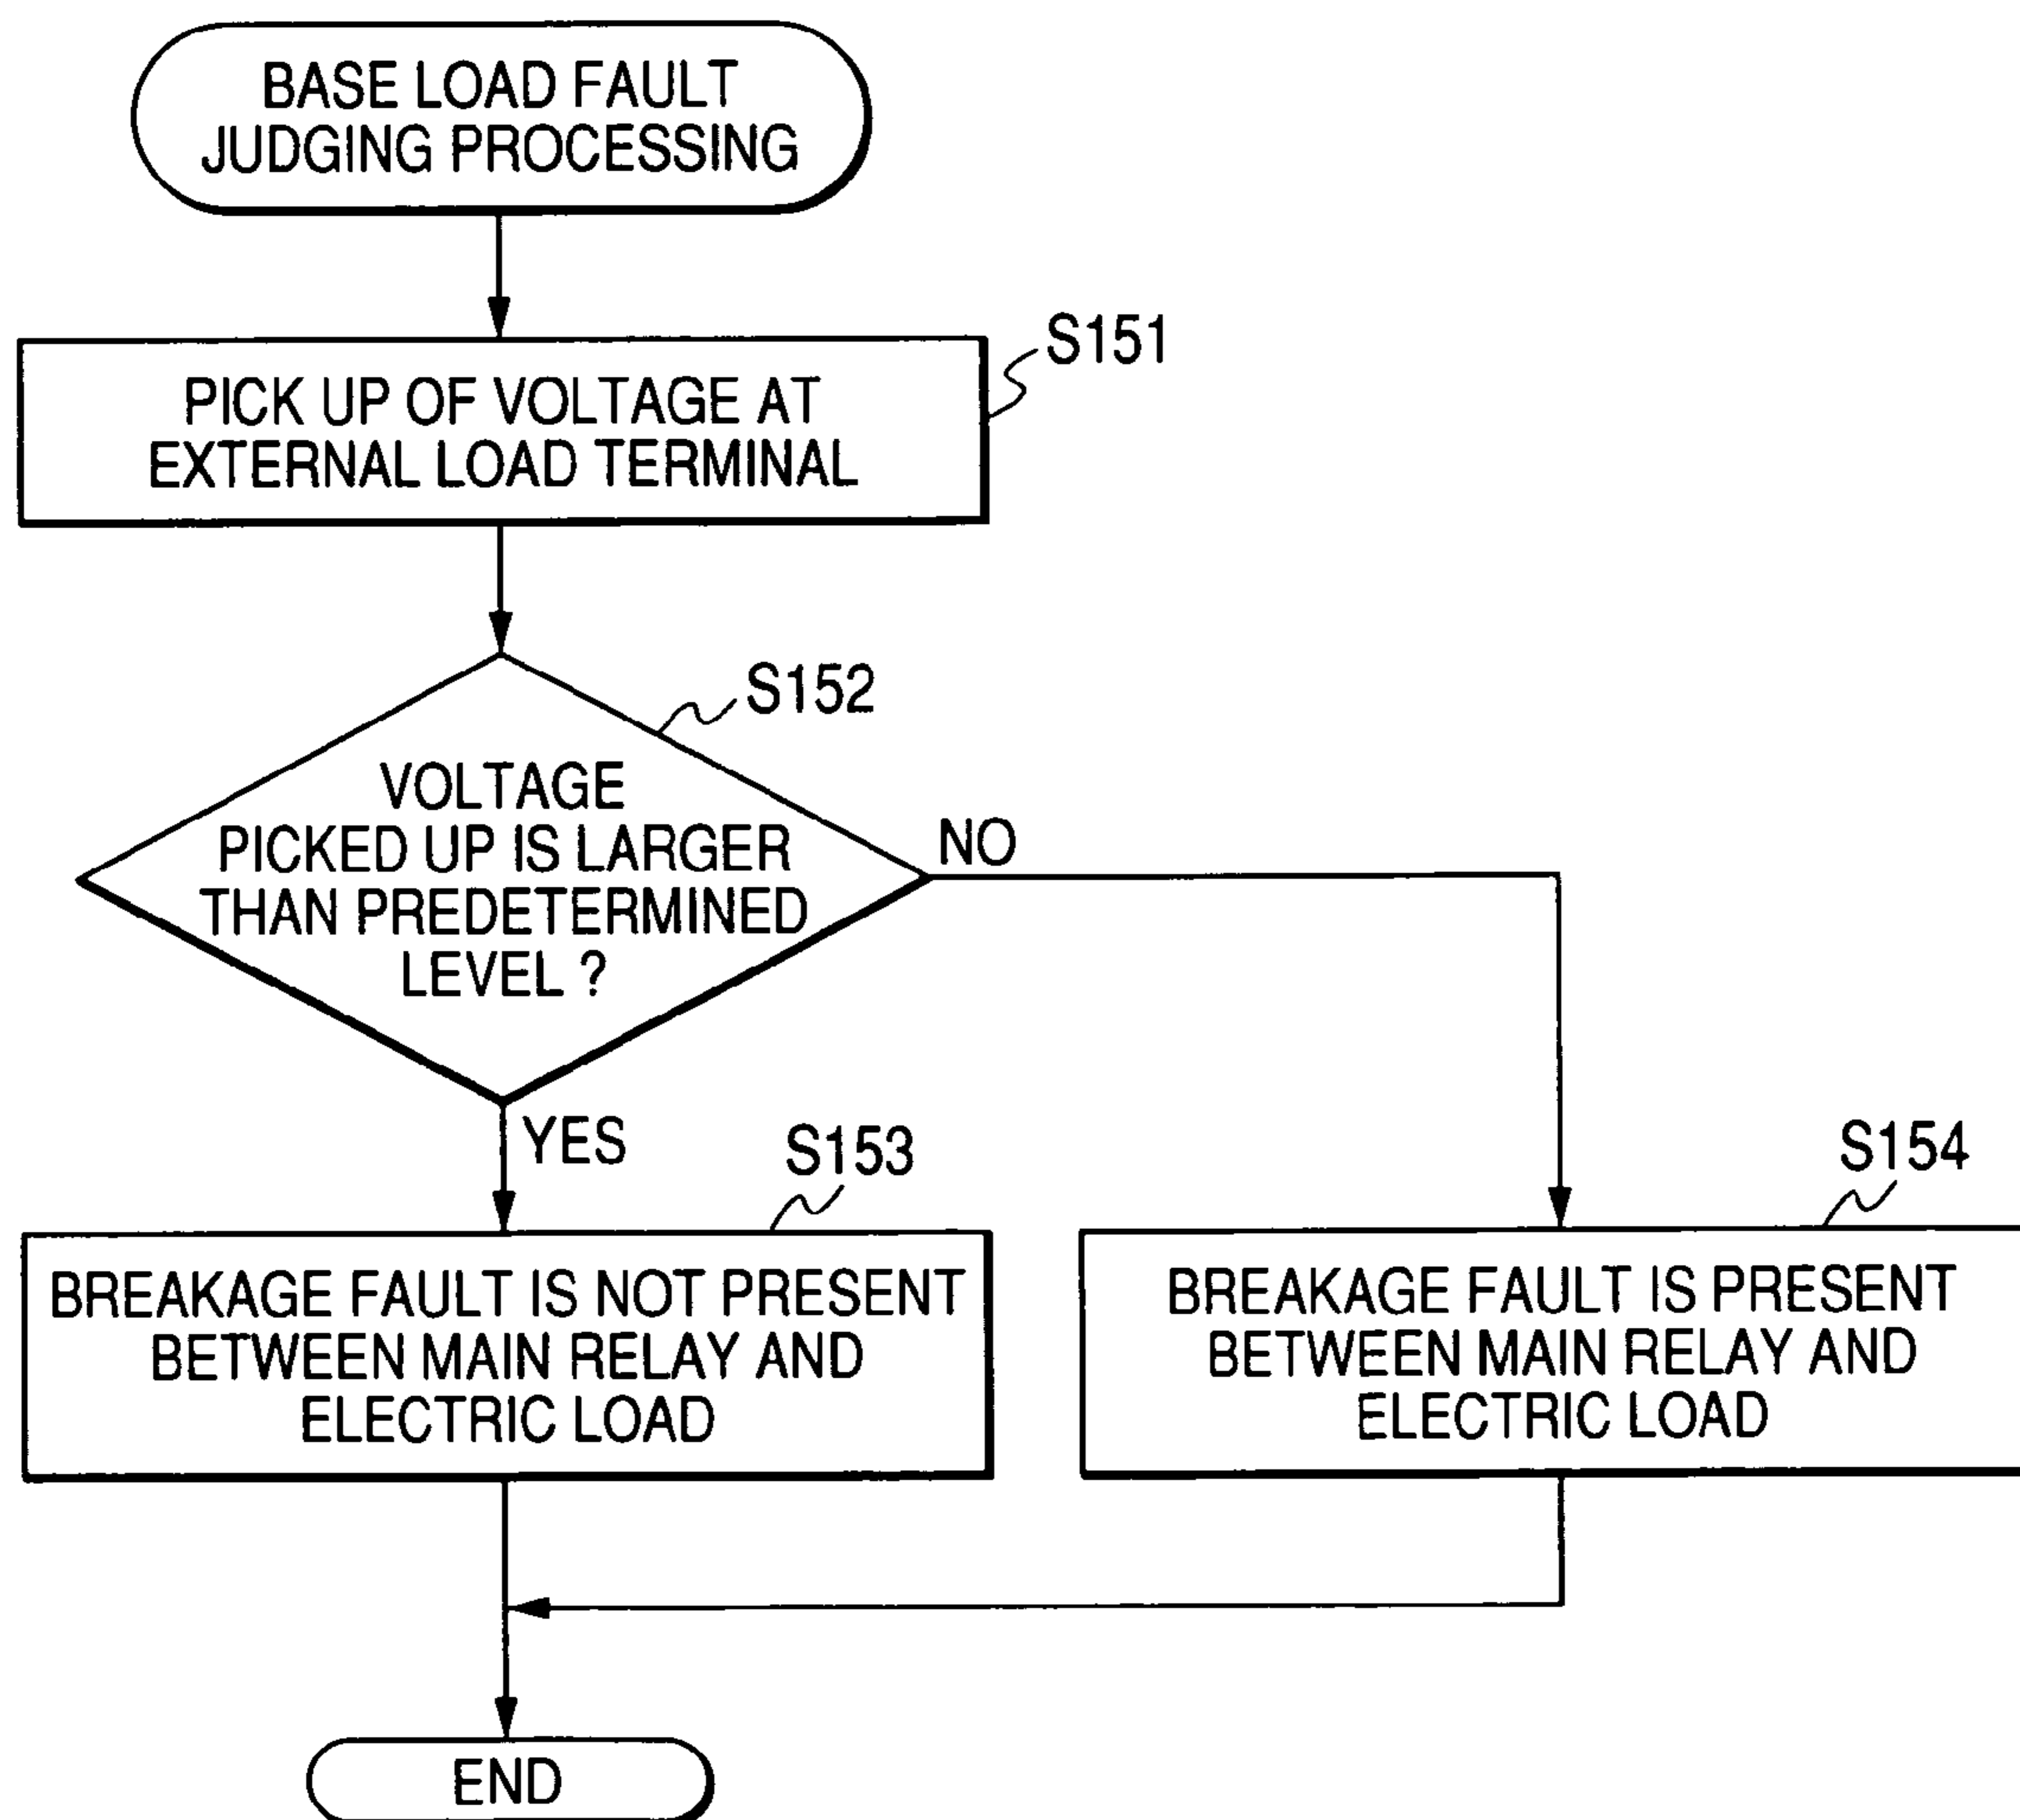 BASE LOAD FAULT
JUDGING PROCESSING
S151
PICK UP OF VOLTAGE AT
EXTERNAL LOAD TERMINAL
S152
VOLTAGE
PICKED UP IS LARGER
THAN PREDETERMINED
LEVEL ?
NO
YES
S153
BREAKAGE FAULT IS NOT PRESENT
BETWEEN MAIN RELAY AND
ELECTRIC LOAD
S154
BREAKAGE FAULT IS PRESENT
BETWEEN MAIN RELAY AND
ELECTRIC LOAD
END